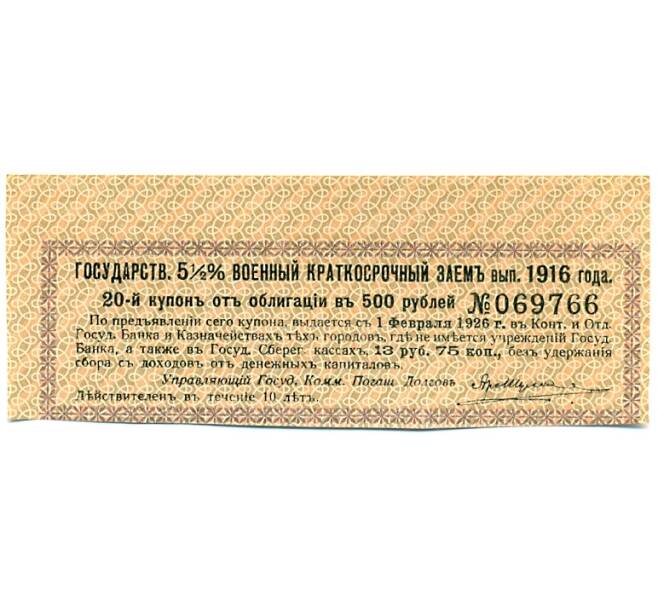 ГОСУДАРСТВ. 5½% ВОЕННЫЙ КРАТКОСРОЧНЫЙ ЗАЕМЪ вып. 1916 года.
20-й купонъ отъ облигаціи въ 500 рублей №069766
По предъявленіи сего купона, выдается съ 1 Февраля 1926 г. въ Конт. и Отд.
Госуд. Банка и Казначействахъ тѣхъ городовъ, гдѣ не имѣется учрежденій Госуд.
Банка, а также въ Госуд. Сберег. кассахъ, 13 руб. 75 коп., безъ удержанія
сбора съ доходовъ отъ денежныхъ капиталовъ.
Управляющій Госуд. Комм. Погаш. Долговъ
Дѣйствителенъ въ теченіе 10 лѣтъ.